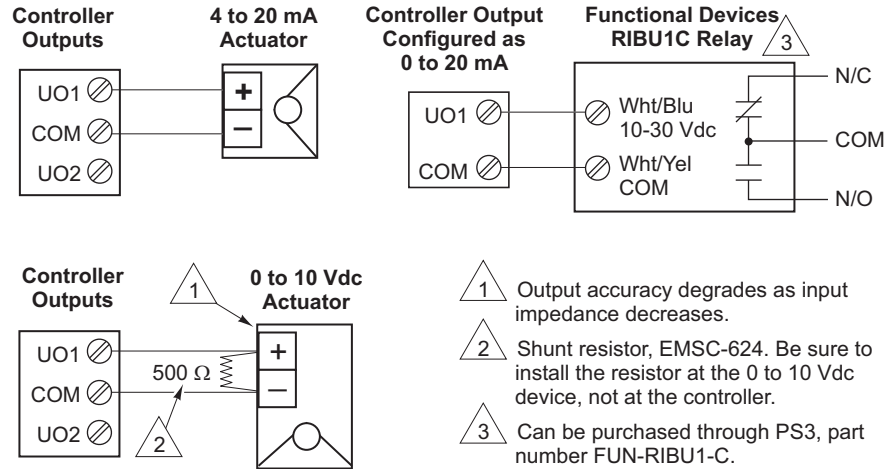 Controller
Outputs
UO1
COM
UO2
4 to 20 mA
Actuator
+
−
Controller Output
Configured as
0 to 20 mA
UO1
COM
Functional Devices
RIBU1C Relay
3
Wht/Blu
10-30 Vdc
Wht/Yel
COM
N/C
COM
N/O
Controller
Outputs
UO1
COM
UO2
1
500 Ω
2
0 to 10 Vdc
Actuator
+
−
1 Output accuracy degrades as input
impedance decreases.
2 Shunt resistor, EMSC-624. Be sure to
install the resistor at the 0 to 10 Vdc
device, not at the controller.
3 Can be purchased through PS3, part
number FUN-RIBU1-C.